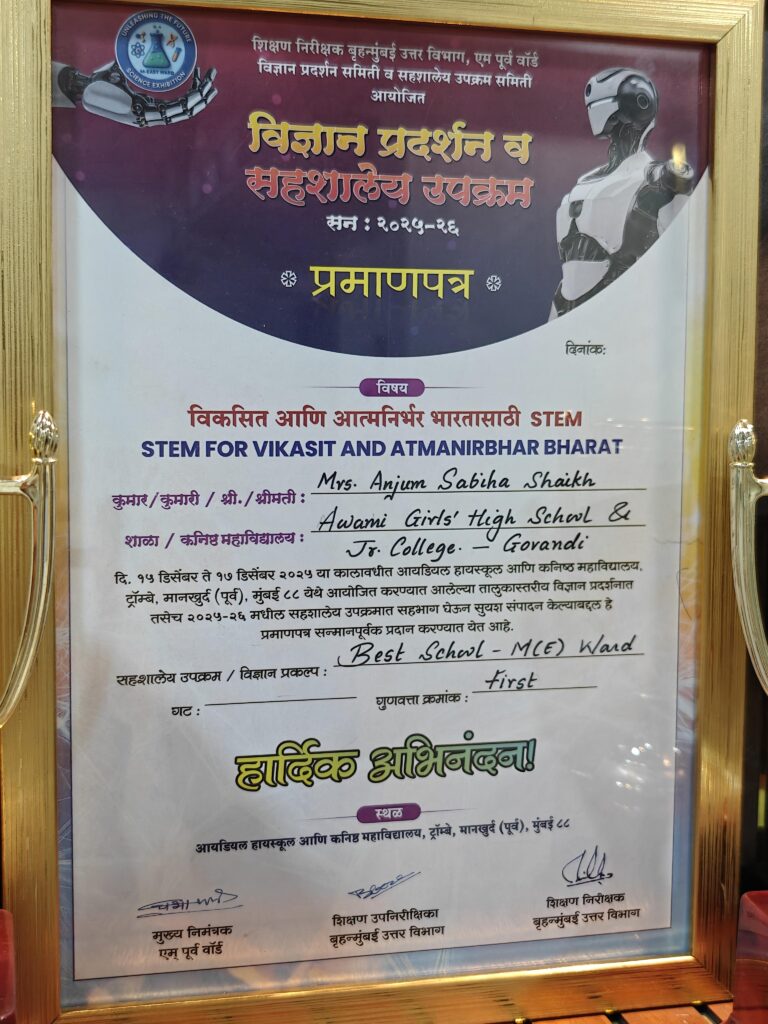 UNLEASHING THE FUTURE
M-EAST WARD
SCIENCE EXHIBITION
शिक्षण निरीक्षक बृहन्मुंबई उत्तर विभाग, एम पूर्व वॉर्ड
विज्ञान प्रदर्शन समिती व सहशालेय उपक्रम समिती
आयोजित
विज्ञान प्रदर्शन व
सहशालेय उपक्रम
सन : २०२५-२६
प्रमाणपत्र
दिनांक:
विषय
विकसित आणि आत्मनिर्भर भारतासाठी STEM
STEM FOR VIKASIT AND ATMANIRBHAR BHARAT
कुमार/कुमारी / श्री./श्रीमती : Mrs. Anjum Sabiha Shaikh
शाळा / कनिष्ठ महाविद्यालय : Awami Girls' High School &
Jr. College. - Govandi
दि. १५ डिसेंबर ते १७ डिसेंबर २०२५ या कालावधीत आयडियल हायस्कूल आणि कनिष्ठ महाविद्यालय,
ट्रॉम्बे, मानखुर्द (पूर्व), मुंबई ८८ येथे आयोजित करण्यात आलेल्या तालुकास्तरीय विज्ञान प्रदर्शनात
तसेच २०२५-२६ मधील सहशालेय उपक्रमात सहभाग घेऊन सुयश संपादन केल्याबद्दल हे
प्रमाणपत्र सन्मानपूर्वक प्रदान करण्यात येत आहे.
सहशालेय उपक्रम / विज्ञान प्रकल्प : Best School - M(E) Ward
गट : गुणवत्ता क्रमांक : First
हार्दिक अभिनंदन!
स्थळ
आयडियल हायस्कूल आणि कनिष्ठ महाविद्यालय, ट्रॉम्बे, मानखुर्द (पूर्व), मुंबई ८८
मुख्य निमंत्रक
एम् पूर्व वॉर्ड
शिक्षण उपनिरीक्षिका
बृहन्मुंबई उत्तर विभाग
शिक्षण निरीक्षक
बृहन्मुंबई उत्तर विभाग